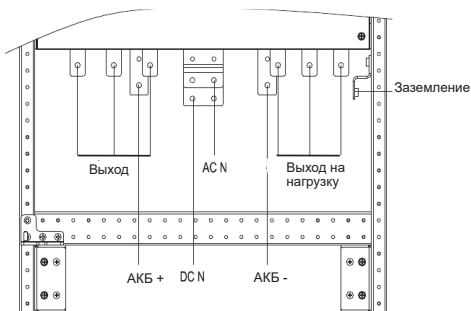 Заземление
Выход
AC N
Выход на
нагрузку
АКБ +
DC N
АКБ -